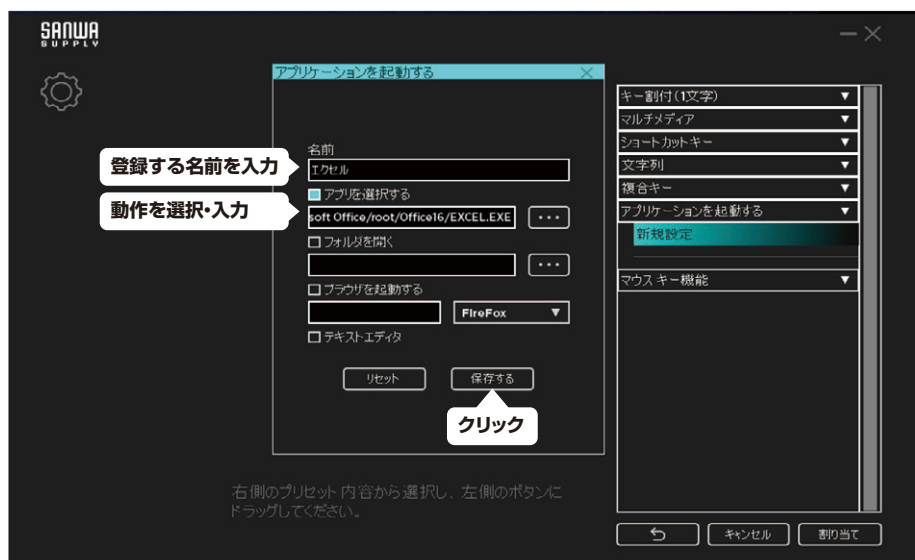 SANWA
SUPPLY
アプリケーションを起動する
名前
登録する名前を入力
エクセル
アプリを選択する
動作を選択・入力
soft Office/root/Office16/EXCEL.EXE
フォルダを開く
ブラウザを起動する
FireFox
テキストエディタ
リセット
保存する
クリック
右側のプリセット内容から選択し、左側のボタンに
ドラッグしてください。
キー割付(1文字)
マルチメディア
ショートカットキー
文字列
複合キー
アプリケーションを起動する
新規設定
マウス キー機能
キャンセル
割り当て